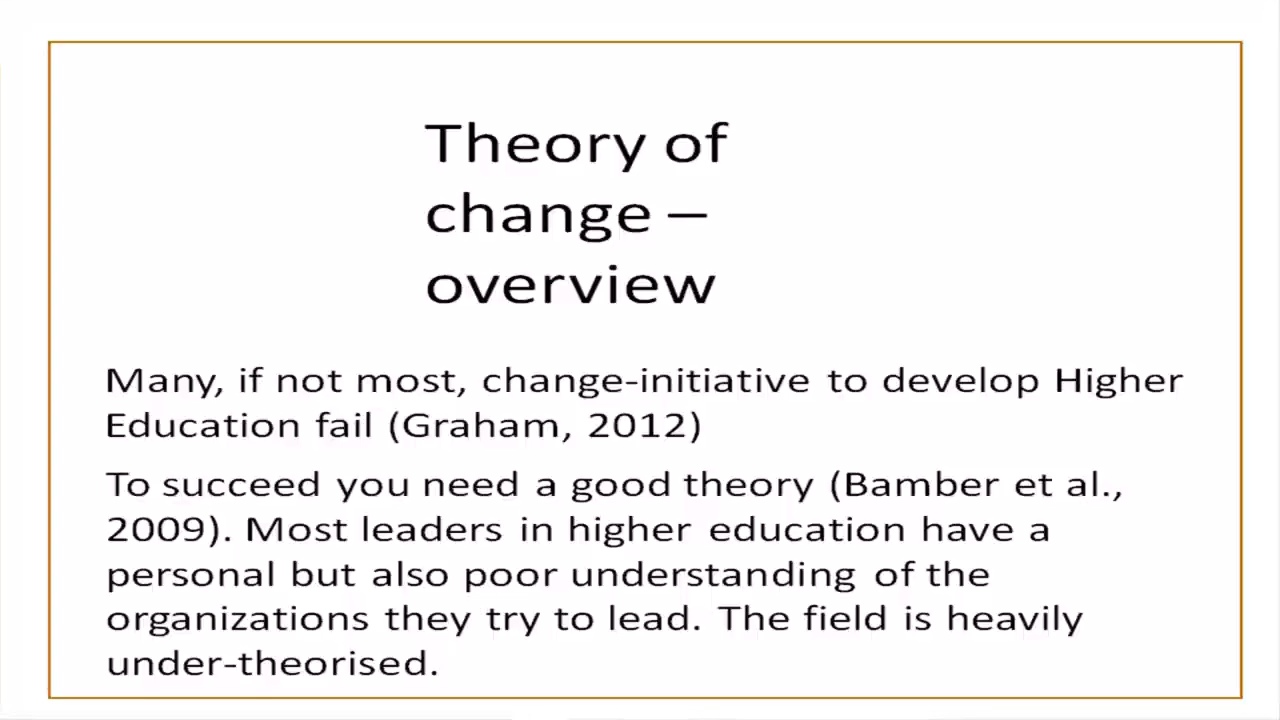 Theory of
change –
overview
Many, if not most, change-initiative to develop Higher
Education fail (Graham, 2012)
To succeed you need a good theory (Bamber et al.,
2009). Most leaders in higher education have a
personal but also poor understanding of the
organizations they try to lead. The field is heavily
under-theorised.